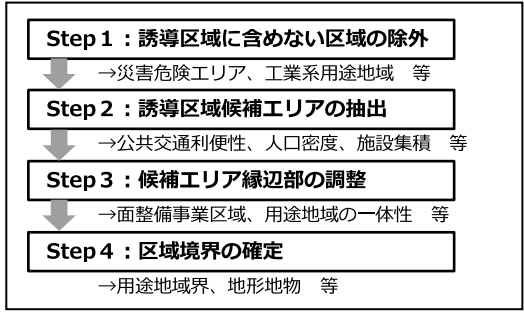 Step１：誘導区域に含めない区域の除外
→災害危険エリア、工業系用途地域　等
Step２：誘導区域候補エリアの抽出
→公共交通利便性、人口密度、施設集積　等
Step３：候補エリア縁辺部の調整
→面整備事業区域、用途地域の一体性　等
Step４：区域境界の確定
→用途地域界、地形地物　等